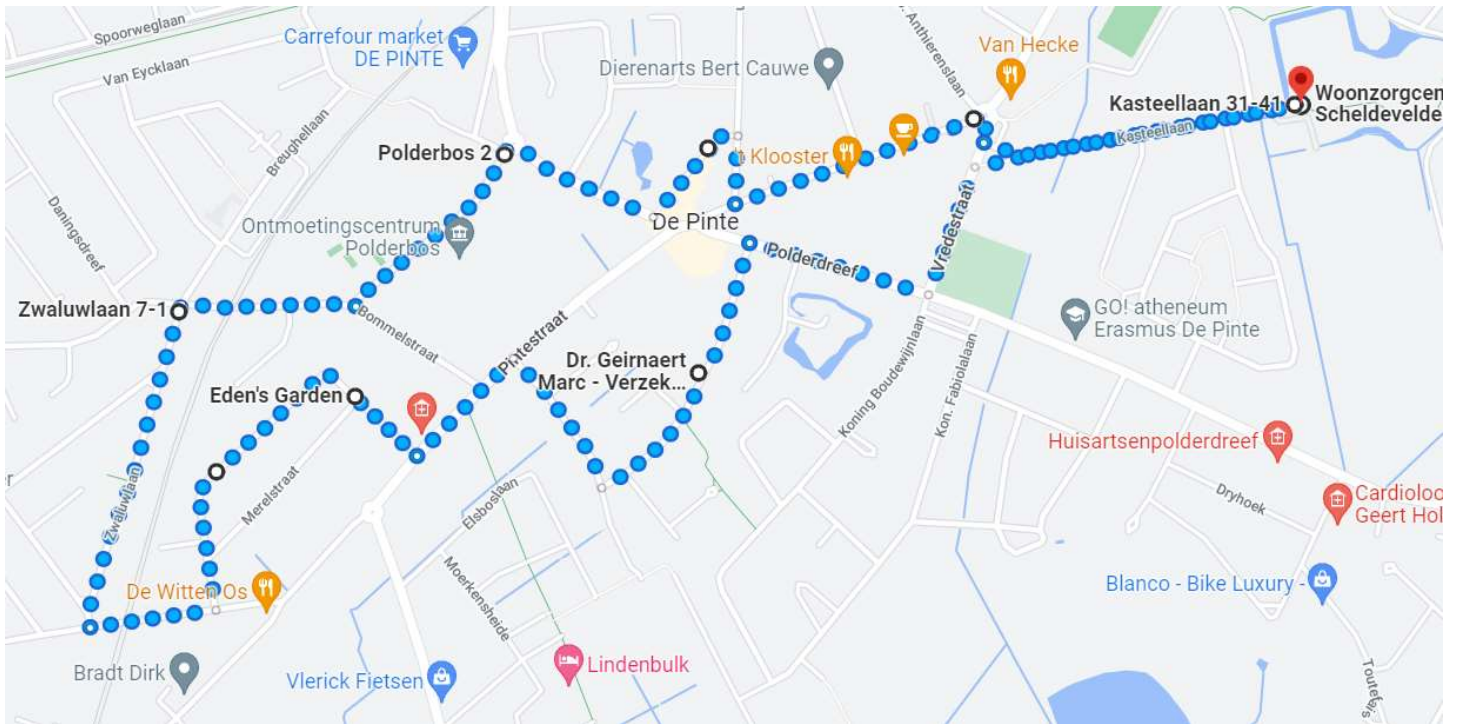 Spoorweglaan
Carrefour market
DE PINTE
Van Eycklaan
Dierenarts Bert Cauwe
Anthierenslaan
Van Hecke
Kasteellaan 31-41
Woonzorgcen
Scheldevelde
Kasteellaan
Breughellaan
Polderbos 2
't Klooster
Daningsdreef
Ontmoetingscentrum
Polderbos
De Pinte
Polderdreef
Vredestraat
Zwaluwlaan 7-1
Bommelstraat
Pintestraat
GO! atheneum
Erasmus De Pinte
Dr. Geirnaert
Marc - Verzek...
Eden's Garden
Koning Boudewijnlaan
Kon. Fabiolalaan
Huisartsenpolderdreef
Zwaluwlaan
Merelstraat
Elsboslaan
Dryhoek
Cardioloo
Geert Hol
De Witten Os
Moerkensheide
Blanco - Bike Luxury -
Bradt Dirk
Vlerick Fietsen
Lindenbulk
Toutefais